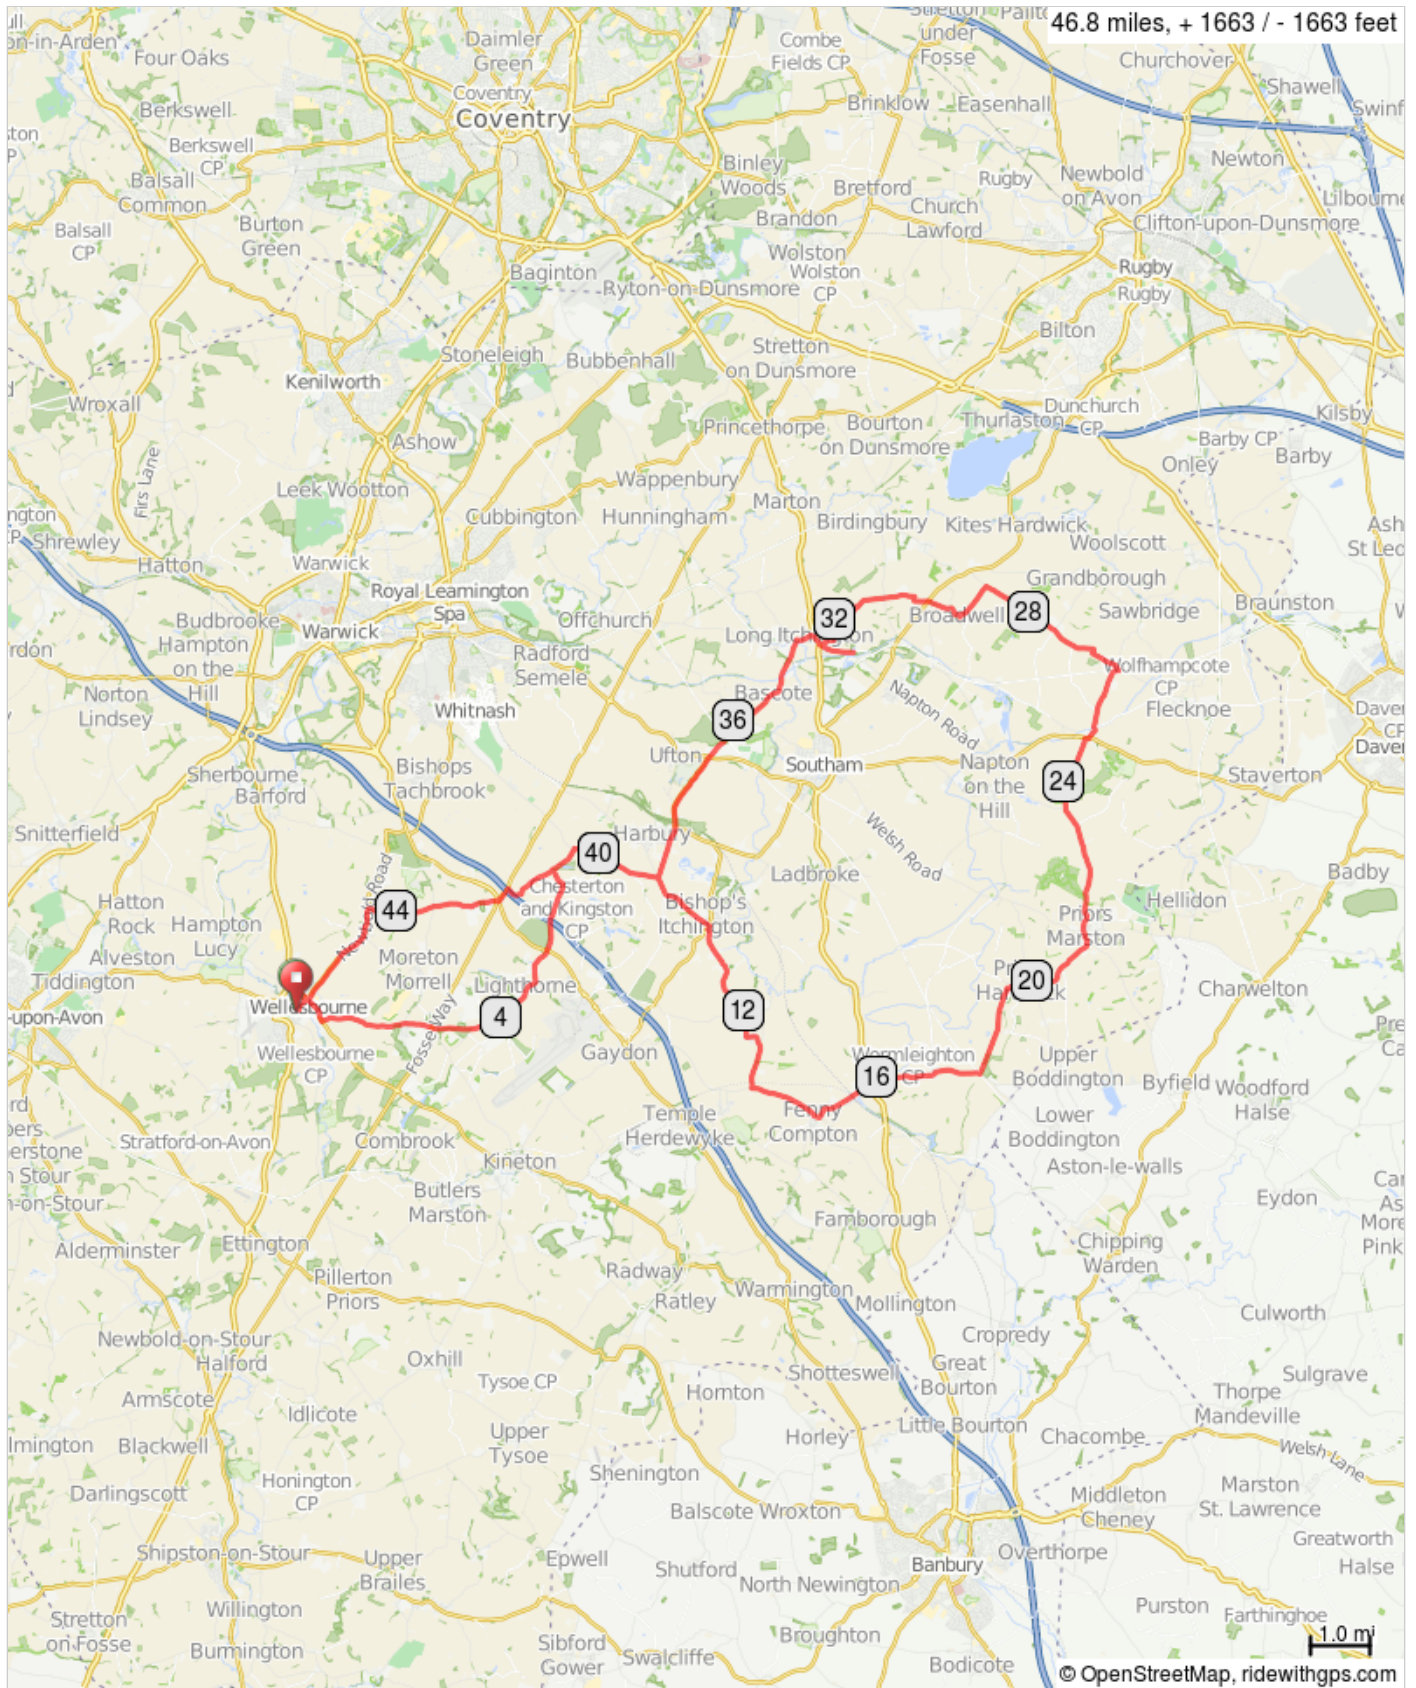 46.8 miles, + 1663 / - 1663 feet
Daimler
Green
Combe
Fields CP
Stretton
under
Fosse
Churchover
on-in-Arden
Four Oaks
Shawell
Coventry
Coventry
Brinklow
Easenhall
Berkswell
Berkswell
CP
Balsall
Common
Binley
Woods
Bretford
Rugby
Newbold
on Avon
Newton
Balsall
CP
Burton
Green
Brandon
Church
Lawford
Clifton-upon-Dunsmore
Wolston
Wolston
CP
Baginton
Ryton-on-Dunsmore
Rugby
Rugby
Bilton
Stoneleigh
Bubbenhall
Stretton
on Dunsmore
Kenilworth
Wroxall
Ashow
Princethorpe
Bourton
on Dunsmore
Thurlaston
Dunchurch
CP
Kilsby
Barby CP
Barby
Onley
Firs Lane
Leek Wootton
Wappenbury
Marton
Cubbington
Hunningham
Birdingbury
Kites Hardwick
Shrewley
Hatton
Warwick
Woolscott
Royal Leamington
Spa
Grandborough
Budbrooke
Hampton
on the
Hill
Warwick
Offchurch
32
Long Itchington
Broadwell
28
Sawbridge
Braunston
Radford
Semele
Norton
Lindsey
Whitnash
Bascote
36
Napton Road
Wolfhampcote
CP
Flecknoe
Ufton
Southam
Napton
on the
Hill
24
Staverton
Sherbourne
Barford
Bishops
Tachbrook
Snitterfield
Harbury
40
Welsh Road
Ladbroke
Badby
Hatton
Rock
Hampton
Lucy
Newbold Road
44
Chesterton
and Kingston
CP
Bishop's
Itchington
Priors
Marston
Hellidon
Alveston
Tiddington
Moreton
Morrell
Lighthorne
20
Charwelton
-upon-Avon
Wellesbourne
4
12
Wellesbourne
CP
Fosse Way
Gaydon
Wormleighton
CP
16
Upper
Boddington
Byfield
Woodford
Halse
Temple
Herdewyke
Fenny
Compton
Lower
Boddington
Stratford-on-Avon
Combrook
Kineton
Aston-le-walls
Eydon
Butlers
Marston
Farnborough
Chipping
Warden
Alderminster
Ettington
Pillerton
Priors
Radway
Ratley
Warmington
Mollington
Culworth
Newbold-on-Stour
Halford
Cropredy
Oxhill
Tysoe CP
Shotteswell
Great
Bourton
Sulgrave
Armscote
Idlicote
Hornton
Little Bourton
Thorpe
Mandeville
Blackwell
Upper
Tysoe
Horley
Chacombe
Welsh Lane
Honington
CP
Shenington
Darlingscott
Balscote
Wroxton
Middleton
Cheney
Marston
St. Lawrence
Greatworth
Halse
Shipston-on-Stour
Upper
Brailes
Epwell
Shutford
North Newington
Banbury
Overthorpe
Stretton
on Fosse
Willington
Burmington
Sibford
Gower
Swalcliffe
Broughton
Bodicote
Purston
Farthinghoe
1.0 mi
© OpenStreetMap, ridewithgps.com